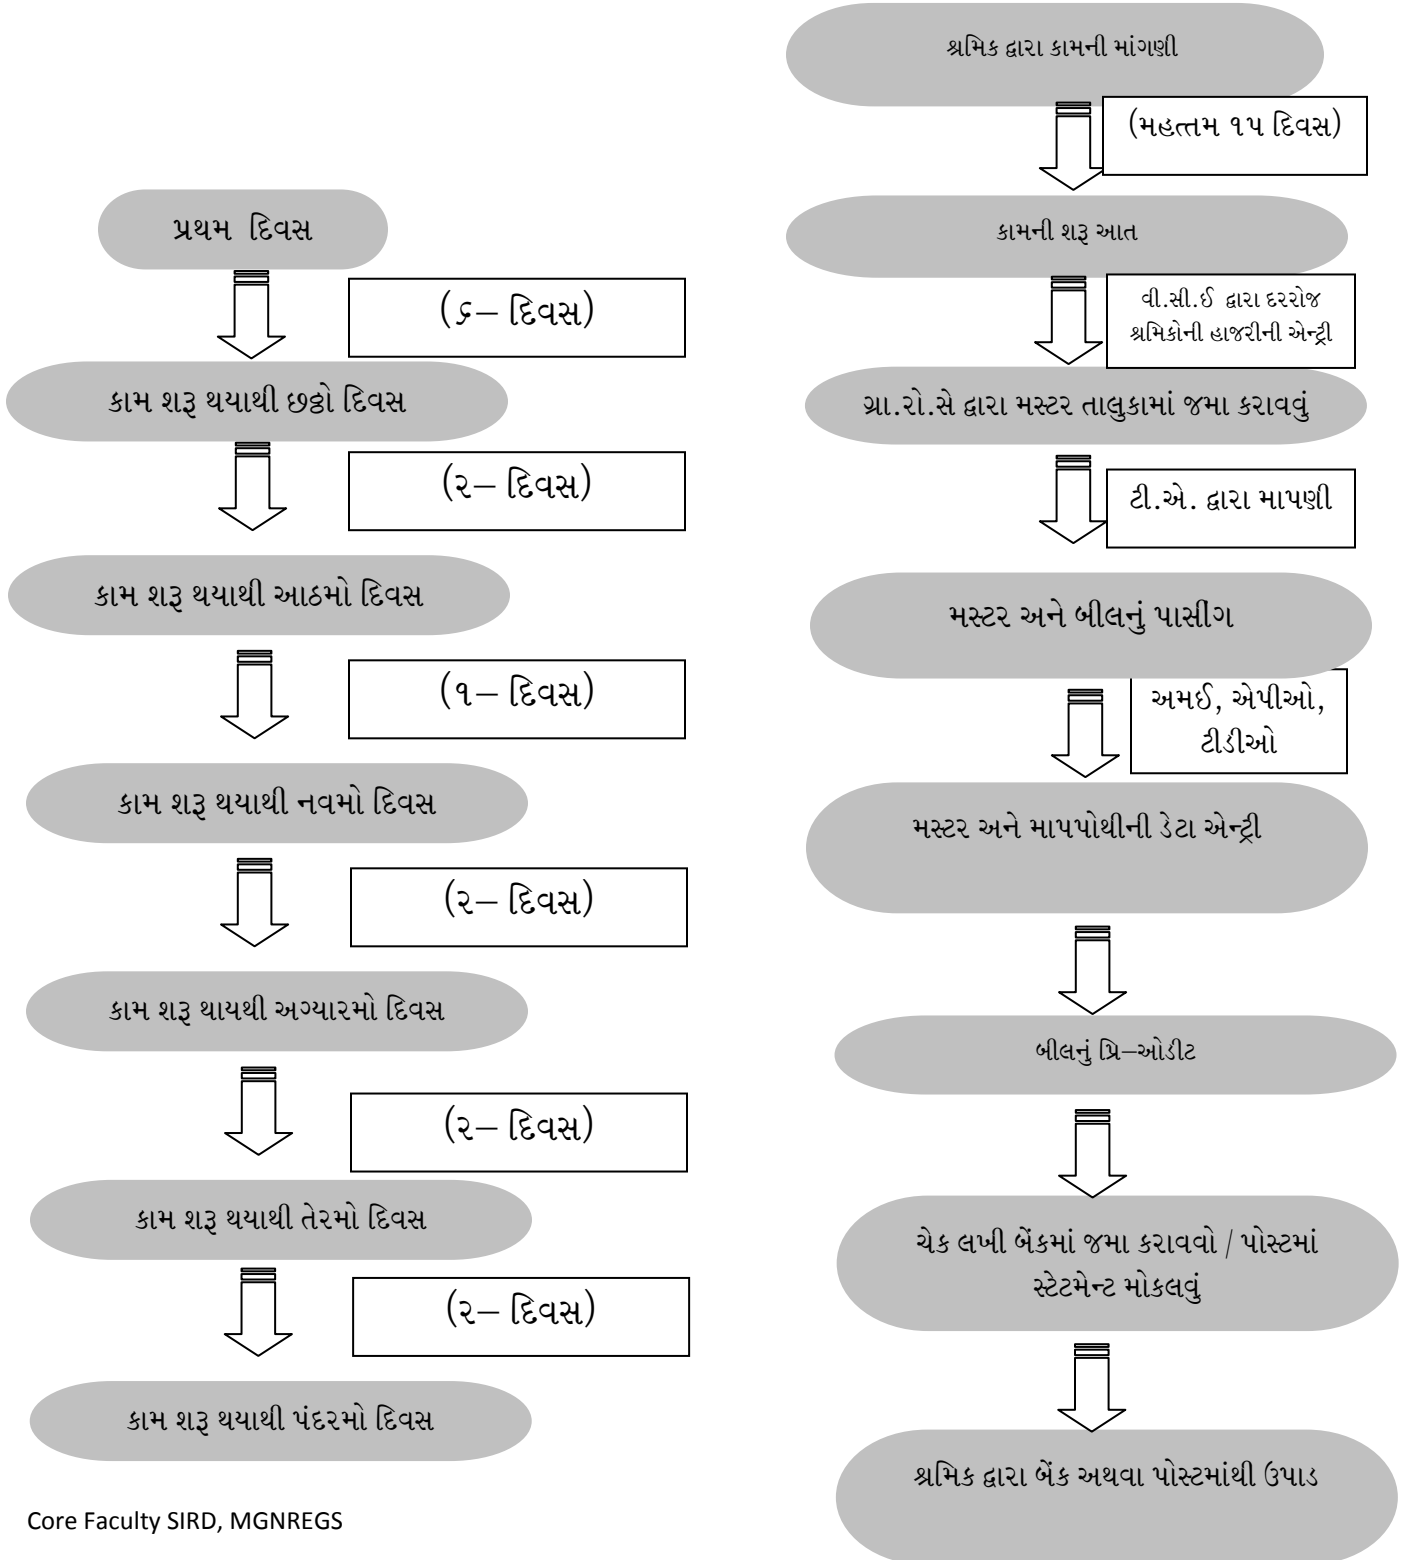 શ્રમિક દ્વારા કામની માંગણી
(મહત્તમ ૧૫ દિવસ)
પ્રથમ દિવસ
કામની શરૂ આત
(૬– દિવસ)
વી.સી.ઈ દ્વારા દરરોજ
શ્રમિકોની હાજરીની એન્ટ્રી
કામ શરૂ થયાથી છઠ્ઠો દિવસ
ગ્રા.રો.સે દ્વારા મસ્ટર તાલુકામાં જમા કરાવવું
(૨– દિવસ)
ટી.એ. દ્વારા માપણી
કામ શરૂ થયાથી આઠમો દિવસ
મસ્ટર અને બીલનું પાસીંગ
(૧– દિવસ)
અમઈ, એપીઓ,
ટીડીઓ
કામ શરૂ થયાથી નવમો દિવસ
મસ્ટર અને માપપોથીની ડેટા એન્ટ્રી
(૨– દિવસ)
કામ શરૂ થાયથી અગ્યારમો દિવસ
બીલનું પ્રિ–ઓડીટ
(૨– દિવસ)
કામ શરૂ થયાથી તેરમો દિવસ
ચેક લખી બેંકમાં જમા કરાવવો / પોસ્ટમાં
સ્ટેટમેન્ટ મોકલવું
(૨– દિવસ)
કામ શરૂ થયાથી પંદરમો દિવસ
શ્રમિક દ્વારા બેંક અથવા પોસ્ટમાંથી ઉપાડ
Core Faculty SIRD, MGNREGS